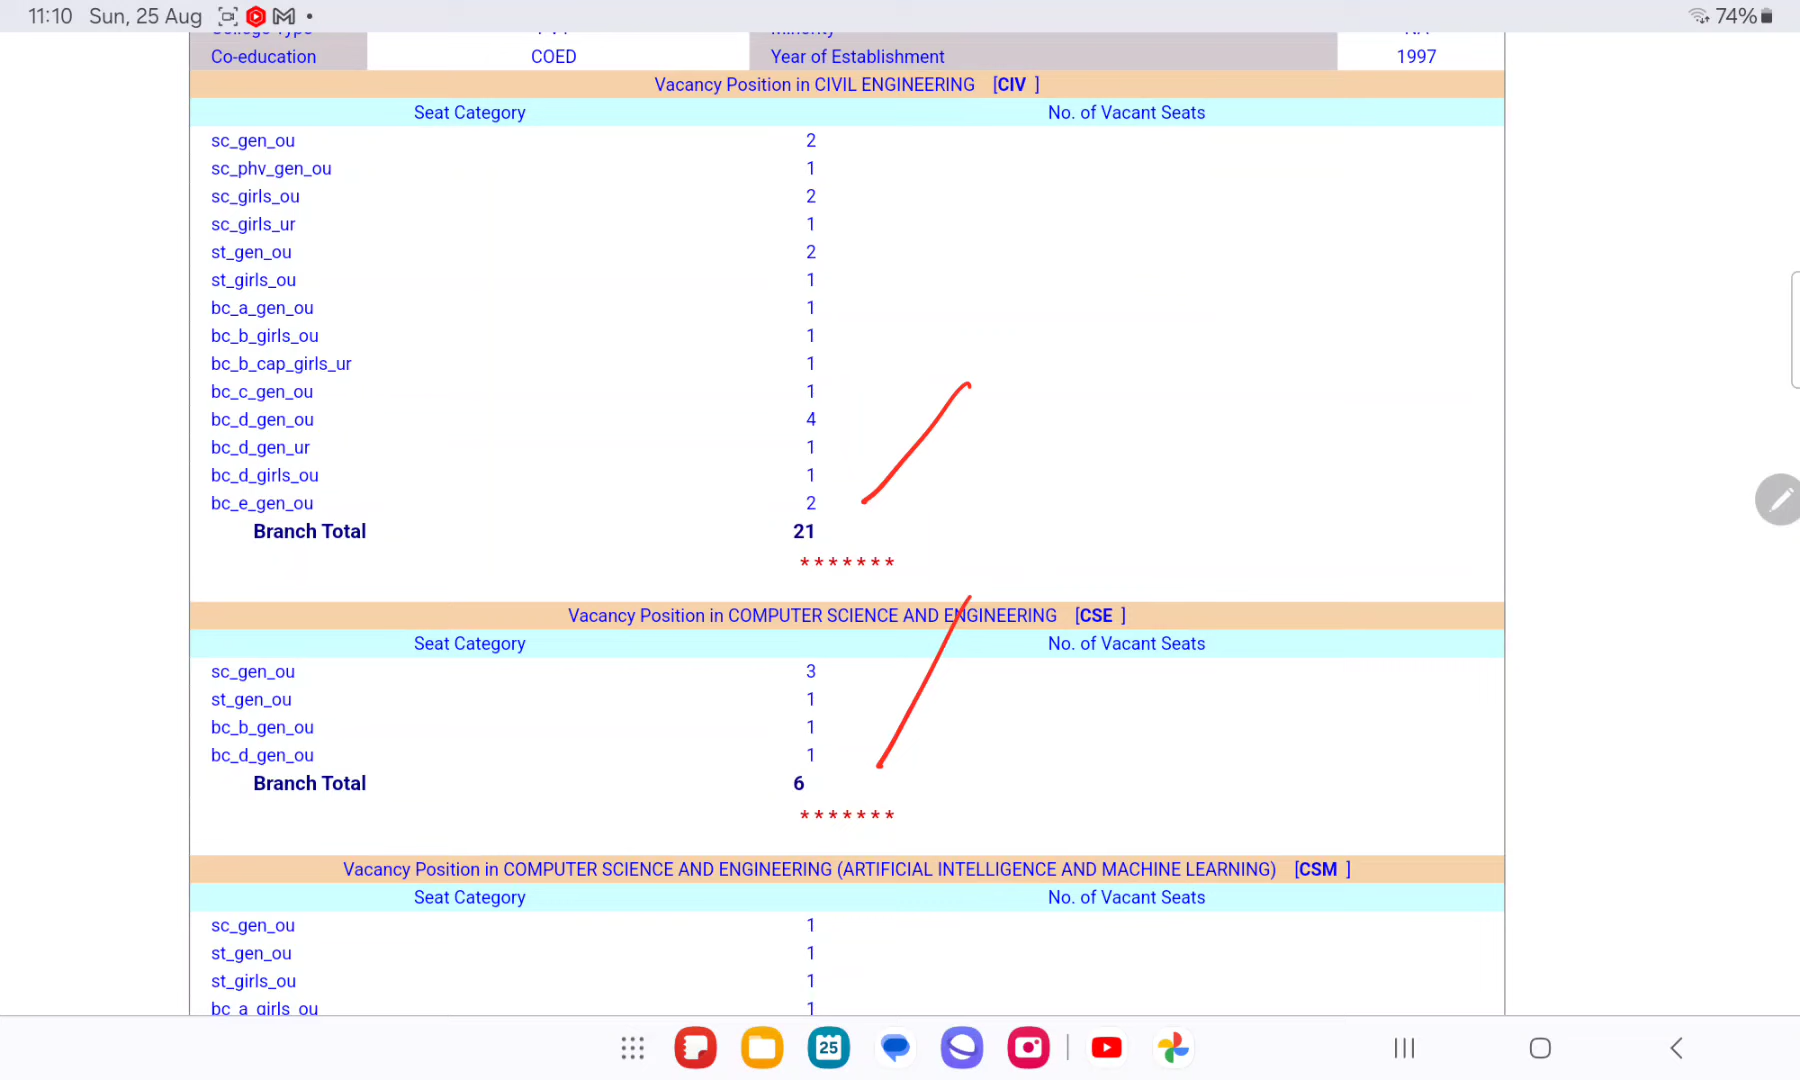 11:10 Sun, 25 Aug 74%
Co-education COED Year of Establishment 1997
Vacancy Position in CIVIL ENGINEERING [CIV ]
Seat Category No. of Vacant Seats
sc_gen_ou 2
sc_phv_gen_ou 1
sc_girls_ou 2
sc_girls_ur 1
st_gen_ou 2
st_girls_ou 1
bc_a_gen_ou 1
bc_b_girls_ou 1
bc_b_cap_girls_ur 1
bc_c_gen_ou 1
bc_d_gen_ou 4
bc_d_gen_ur 1
bc_d_girls_ou 1
bc_e_gen_ou 2
Branch Total 21
*******
Vacancy Position in COMPUTER SCIENCE AND ENGINEERING [CSE ]
Seat Category No. of Vacant Seats
sc_gen_ou 3
st_gen_ou 1
bc_b_gen_ou 1
bc_d_gen_ou 1
Branch Total 6
*******
Vacancy Position in COMPUTER SCIENCE AND ENGINEERING (ARTIFICIAL INTELLIGENCE AND MACHINE LEARNING) [CSM ]
Seat Category No. of Vacant Seats
sc_gen_ou 1
st_gen_ou 1
st_girls_ou 1
bc_a_girls_ou 1
25